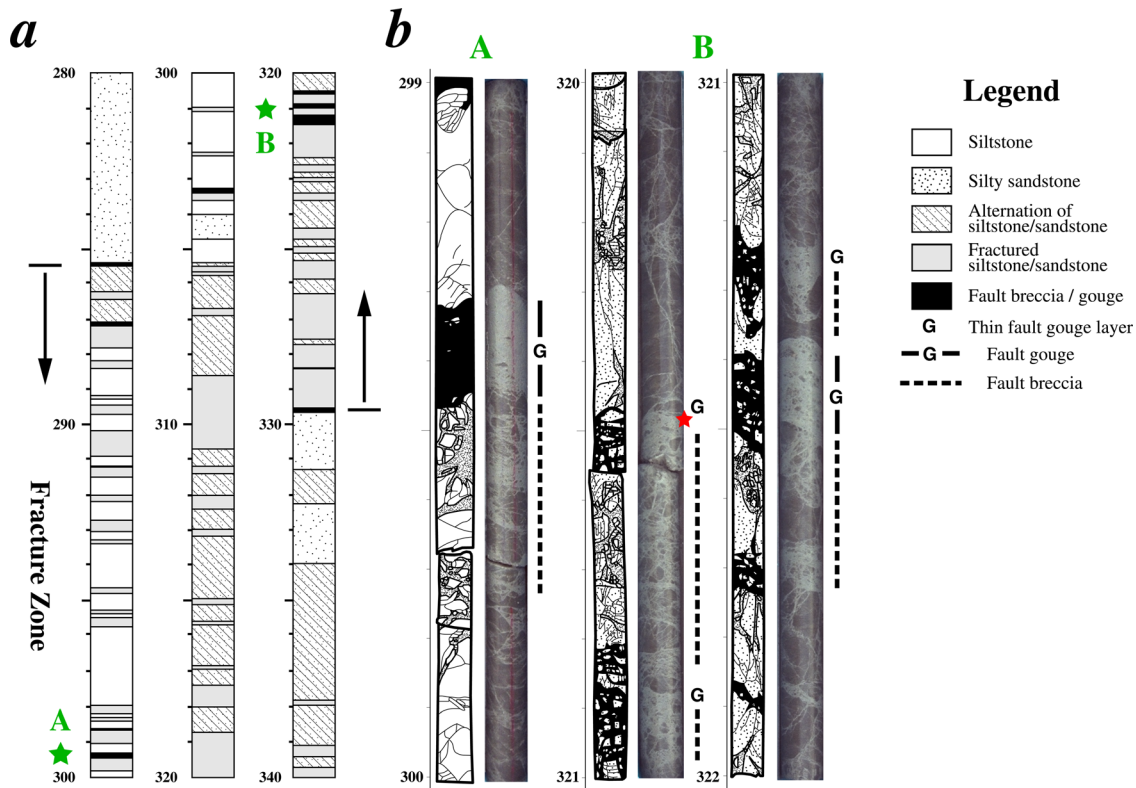 a
280
290
300
A
Fracture Zone
300
310
320
320
330
340
B
b
A
299
300
G
B
320
321
G
G
321
322
G
G
Legend
Siltstone
Silty sandstone
Alternation of
siltstone/sandstone
Fractured
siltstone/sandstone
Fault breccia / gouge
G Thin fault gouge layer
G Fault gouge
Fault breccia